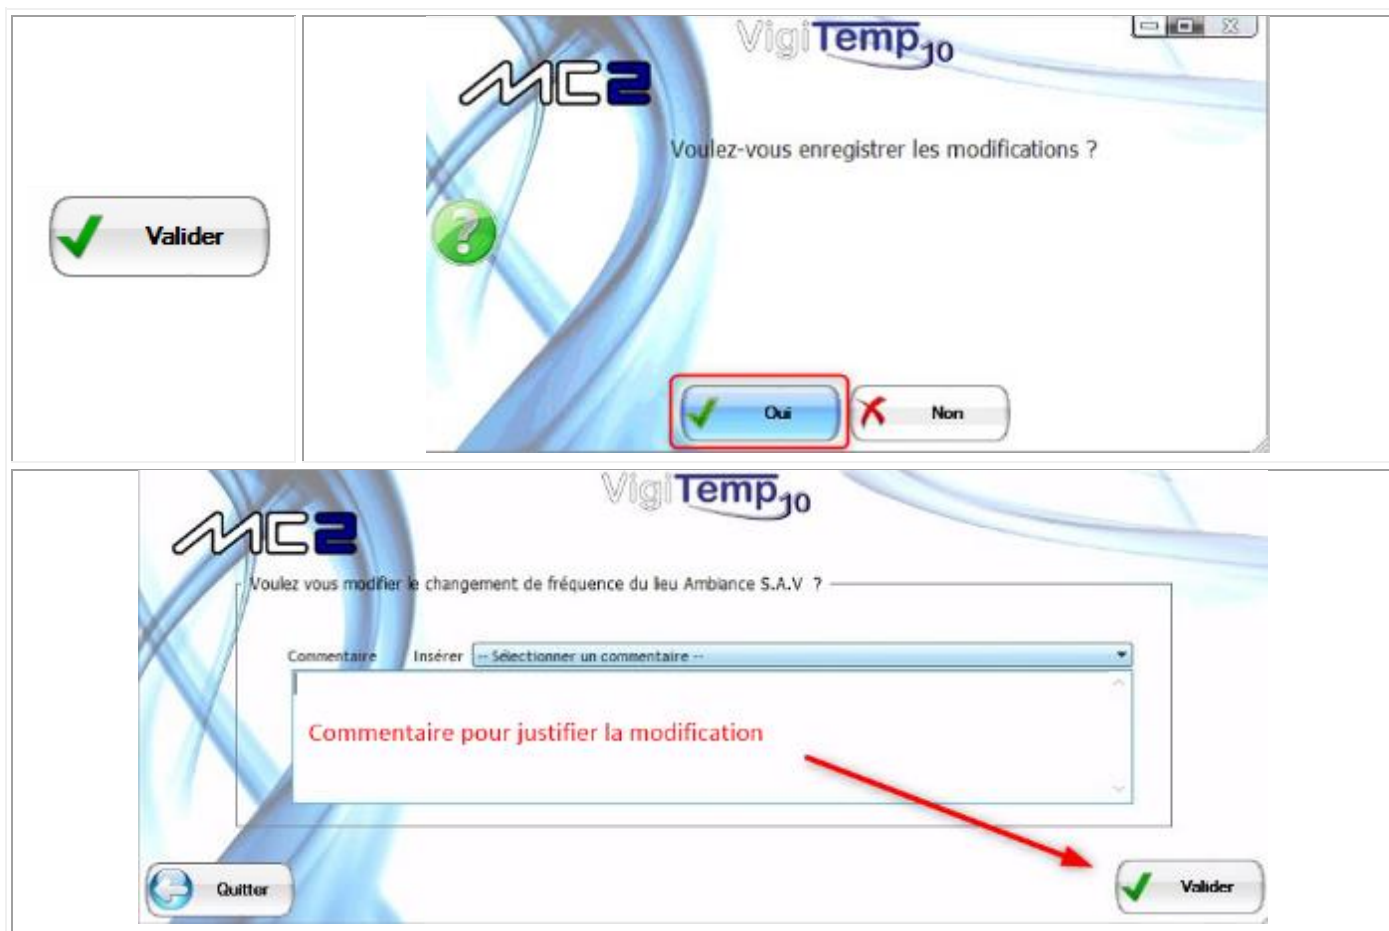 Valider
VigiTemp10
MC2
Voulez-vous enregistrer les modifications ?
?
Oui
Non
VigiTemp10
MC2
Voulez vous modifier le changement de fréquence du lieu Ambiance S.A.V ?
Commentaire Insérer -- Sélectionner un commentaire --
Commentaire pour justifier la modification
Quitter
Valider